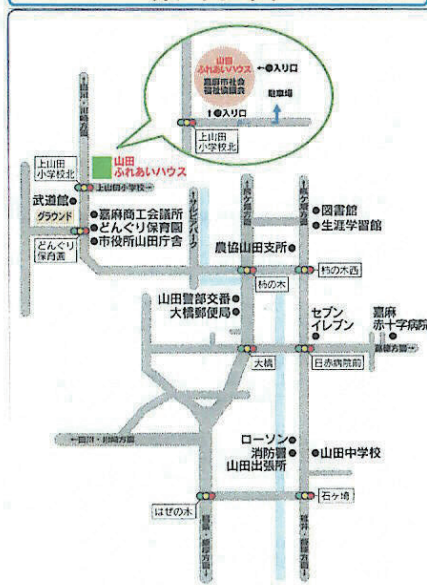 山田
ふれあいハウス
嘉麻市社会
福祉協議会
←●入り口
駐車場
↑●入り口
上山田
小学校北
上山田
小学校北
山田
ふれあいハウス
上山田小学校→
武道館
グラウンド
嘉麻商工会議所
どんぐり保育園
市役所山田庁舎
どんぐり
保育園
図書館
生涯学習館
農協山田支所
柿の木
柿の木西
山田警部交番
大橋郵便局
セブン
イレブン
嘉麻
赤十字病院
大橋
日赤病院前
ローソン
消防署
山田出張所
山田中学校
はぜの木
石ヶ崎